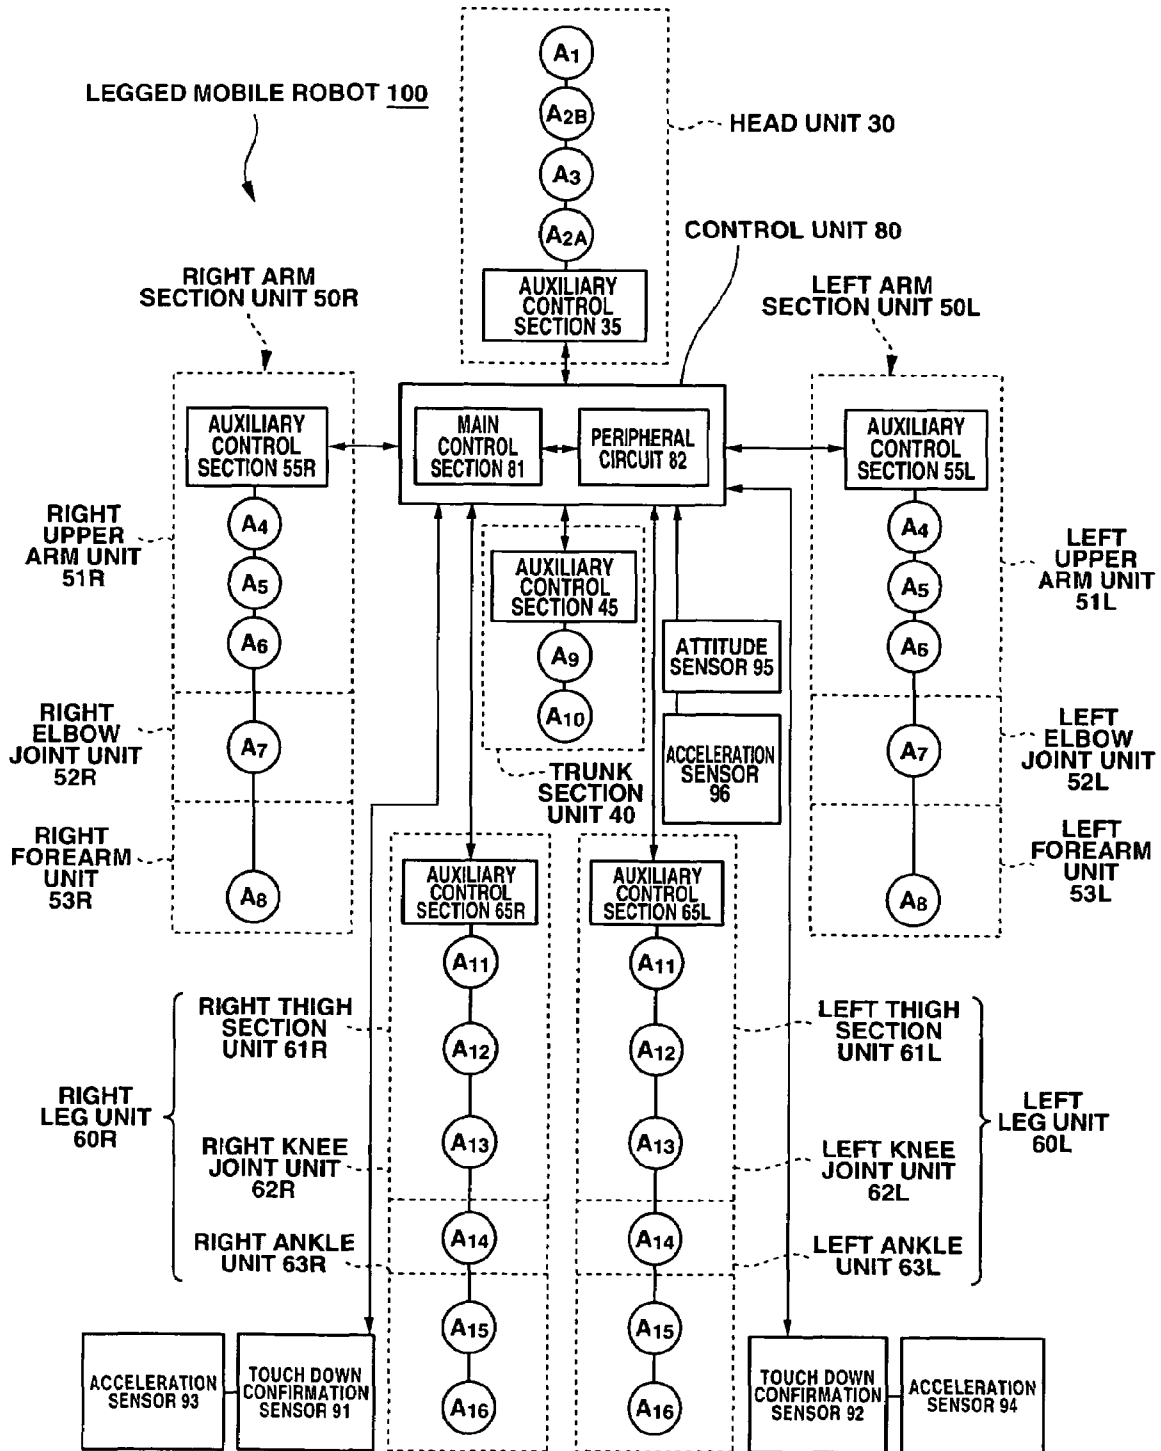 LEGGED MOBILE ROBOT 100
A1
A2B
A3
A2A
HEAD UNIT 30
AUXILIARY
CONTROL
SECTION 35
CONTROL UNIT 80
RIGHT ARM
SECTION UNIT 50R
LEFT ARM
SECTION UNIT 50L
AUXILIARY
CONTROL
SECTION 55R
MAIN
CONTROL
SECTION 81
PERIPHERAL
CIRCUIT 82
AUXILIARY
CONTROL
SECTION 55L
RIGHT
UPPER
ARM UNIT
51R
A4
A5
A6
AUXILIARY
CONTROL
SECTION 45
A9
A10
ATTITUDE
SENSOR 95
ACCELERATION
SENSOR
96
A4
A5
A6
LEFT
UPPER
ARM UNIT
51L
RIGHT
ELBOW
JOINT UNIT
52R
A7
TRUNK
SECTION
UNIT 40
A7
LEFT
ELBOW
JOINT UNIT
52L
RIGHT
FOREARM
UNIT
53R
A8
A8
LEFT
FOREARM
UNIT
53L
AUXILIARY
CONTROL
SECTION 65R
AUXILIARY
CONTROL
SECTION 65L
A11
A12
A13
A14
A15
A16
A11
A12
A13
A14
A15
A16
RIGHT
LEG UNIT
60R
RIGHT THIGH
SECTION
UNIT 61R
RIGHT KNEE
JOINT UNIT
62R
RIGHT ANKLE
UNIT 63R
LEFT THIGH
SECTION
UNIT 61L
LEFT KNEE
JOINT UNIT
62L
LEFT ANKLE
UNIT 63L
LEFT
LEG UNIT
60L
ACCELERATION
SENSOR 93
TOUCH DOWN
CONFIRMATION
SENSOR 91
TOUCH DOWN
CONFIRMATION
SENSOR 92
ACCELERATION
SENSOR 94